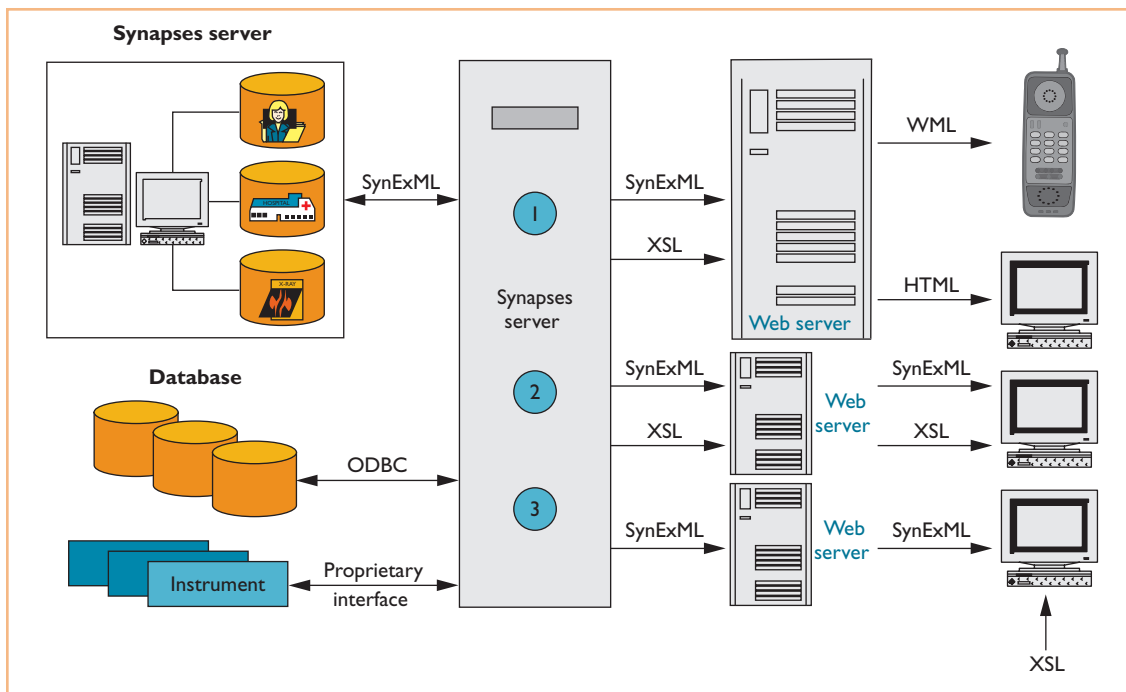 Synapses server
HOSPITAL
X-RAY
SynExML
Database
ODBC
Instrument
Proprietary
interface
1
Synapses
server
2
3
SynExML
XSL
Web server
WML
HTML
SynExML
XSL
Web
server
SynExML
XSL
SynExML
Web
server
SynExML
XSL